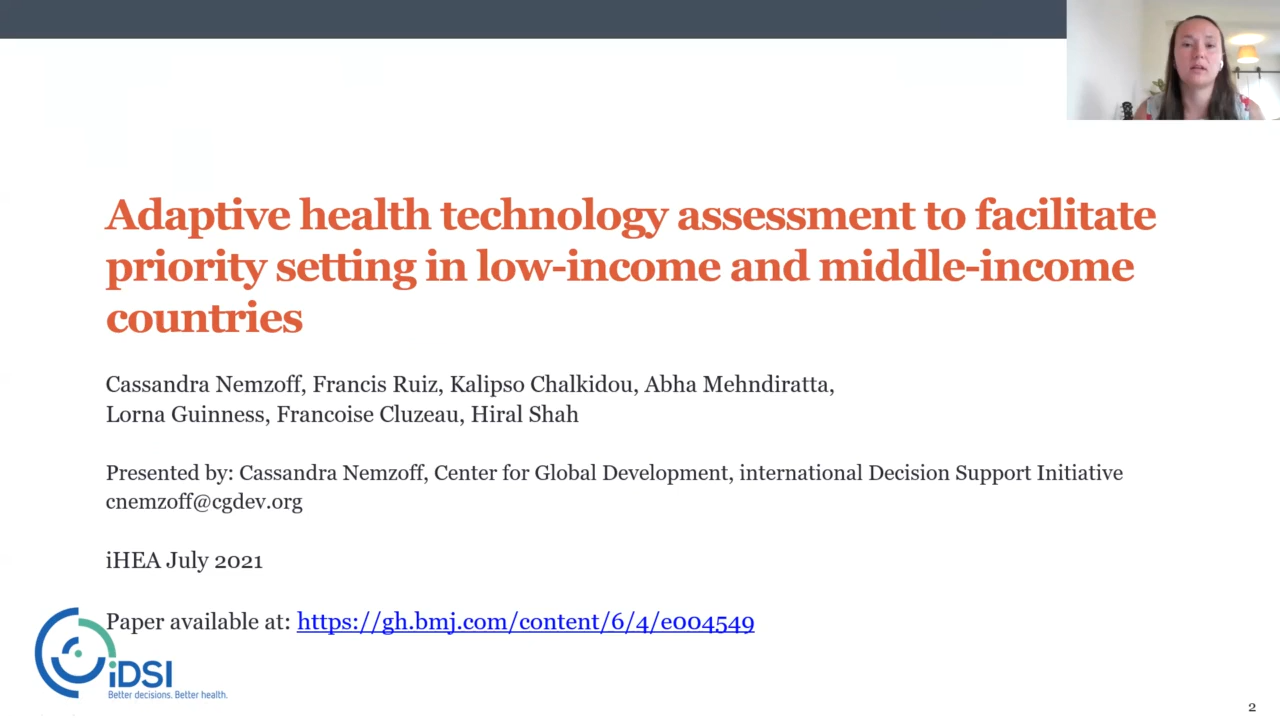 Adaptive health technology assessment to facilitate
priority setting in low-income and middle-income
countries
Cassandra Nemzoff, Francis Ruiz, Kalipso Chalkidou, Abha Mehndiratta,
Lorna Guinness, Francoise Cluzeau, Hiral Shah
Presented by: Cassandra Nemzoff, Center for Global Development, international Decision Support Initiative
cnemzoff@cgdev.org
iHEA July 2021
Paper available at: https://gh.bmj.com/content/6/4/e004549
iDSI
Better decisions. Better health.
2